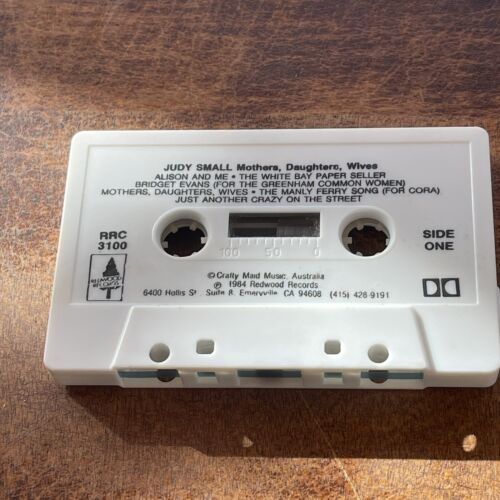 JUDY SMALL Mothers, Daughters, Wives
ALISON AND ME • THE WHITE BAY PAPER SELLER
BRIDGET EVANS (FOR THE GREENHAM COMMON WOMEN)
MOTHERS, DAUGHTERS, WIVES • THE MANLY FERRY SONG (FOR CORA)
JUST ANOTHER CRAZY ON THE STREET
RRC
3100
SIDE
ONE
100 50 0
REDWOOD
RECORDS
©Crafty Maid Music, Australia
℗ 1984 Redwood Records
6400 Hollis St. Suite 8, Emeryville, CA 94608 (415) 428-9191